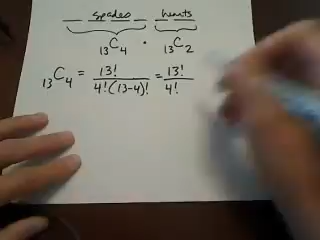 spades hearts
₁₃C₄ · ₁₃C₂
₁₃C₄ = 13! / 4!(13-4)! = 13! / 4!